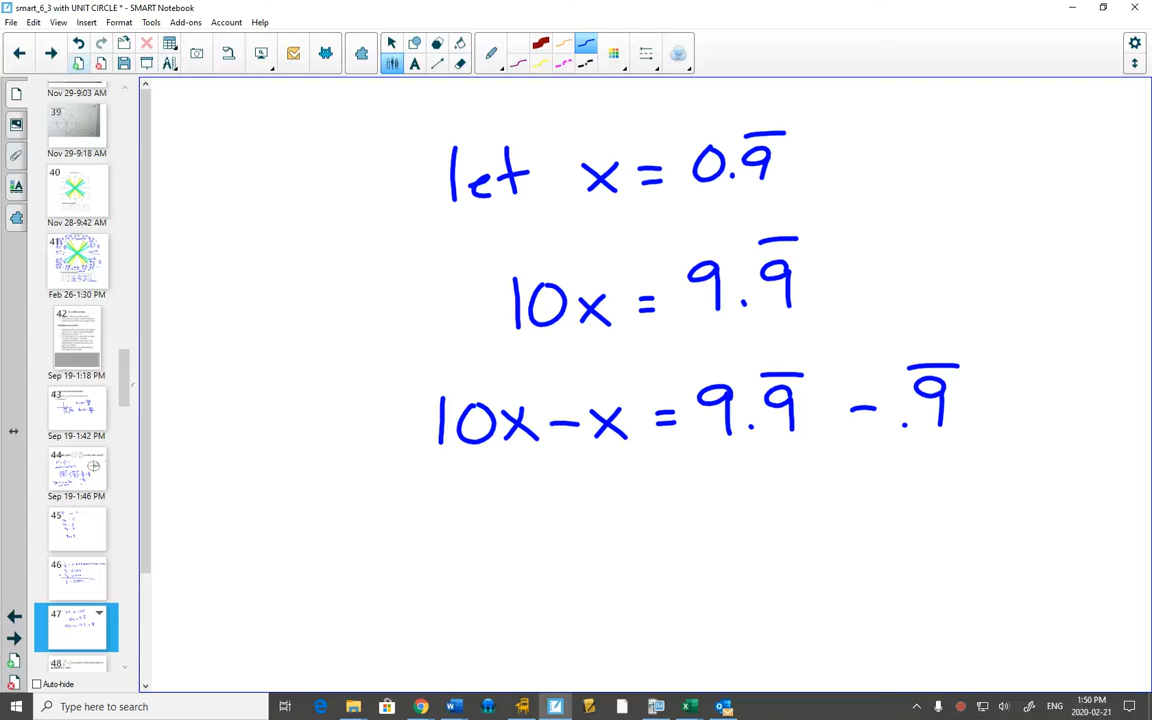 smart_6_3 with UNIT CIRCLE * - SMART Notebook
File Edit View Insert Format Tools Add-ons Account Help
Nov 29-9:03 AM
39
Nov 29-9:18 AM
40
Nov 28-9:42 AM
41
Feb 26-1:30 PM
42
Sep 19-1:18 PM
43
Sep 19-1:42 PM
44
Sep 19-1:46 PM
45
46
47
48
Auto-hide
let x = 0.9̅
10x = 9.9̅
10x - x = 9.9̅ - .9̅
Type here to search
ENG
1:50 PM
2020-02-21